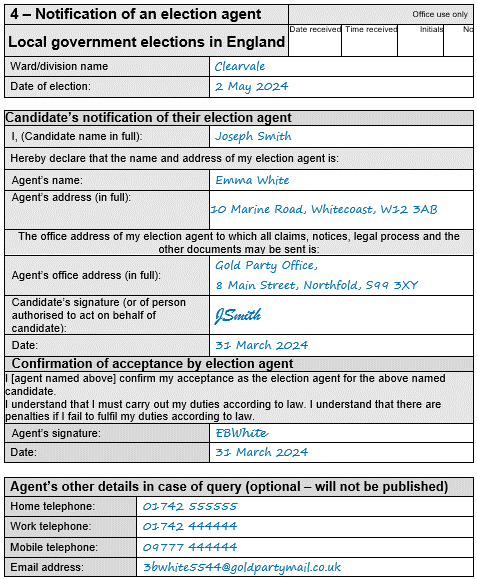 4 – Notification of an election agent
Office use only
Local government elections in England
Date received Time received Initials No
Ward/division name Clearvale
Date of election: 2 May 2024
Candidate's notification of their election agent
I, (Candidate name in full): Joseph Smith
Hereby declare that the name and address of my election agent is:
Agent's name: Emma White
Agent's address (in full):
10 Marine Road, Whitecoast, W12 3AB
The office address of my election agent to which all claims, notices, legal process and the
other documents may be sent is:
Gold Party Office,
Agent's office address (in full):
8 Main Street, Northfold, S99 3XY
Candidate's signature (or of person
authorised to act on behalf of
candidate):
JSmith
Date: 31 March 2024
Confirmation of acceptance by election agent
I [agent named above] confirm my acceptance as the election agent for the above named
candidate.
I understand that I must carry out my duties according to law. I understand that there are
penalties if I fail to fulfil my duties according to law.
Agent's signature: EBWhite
Date: 31 March 2024
Agent's other details in case of query (optional – will not be published)
Home telephone: 01742 555555
Work telephone: 01742 444444
Mobile telephone: 09777 444444
Email address: 3bwhite5544@goldpartymail.co.uk